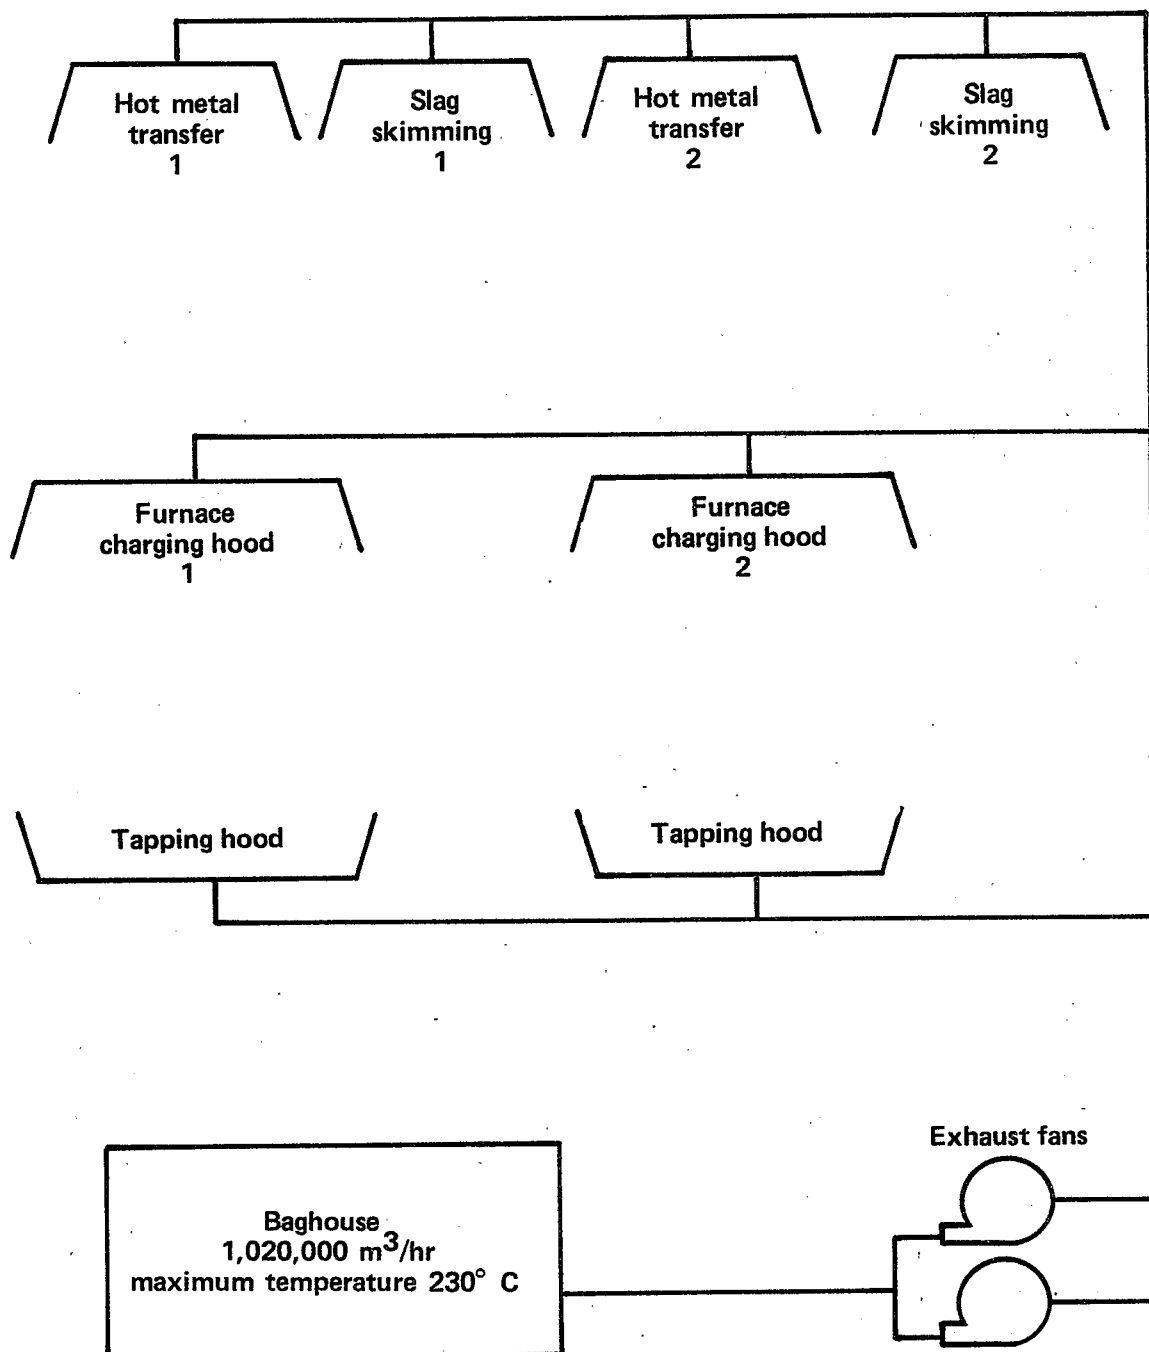 Hot metal
transfer
1
Slag
skimming
1
Hot metal
transfer
2
Slag
skimming
2
Furnace
charging hood
1
Furnace
charging hood
2
Tapping hood
Tapping hood
Exhaust fans
Baghouse
1,020,000 m³/hr
maximum temperature 230° C